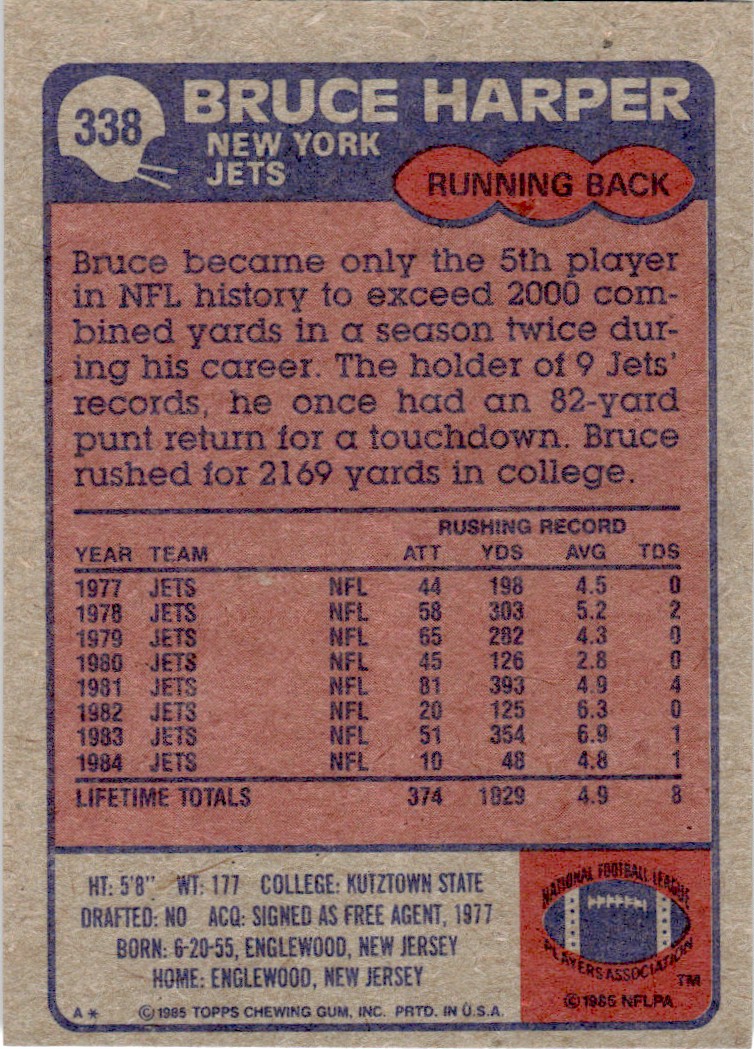 338
BRUCE HARPER
NEW YORK
JETS
RUNNING BACK
Bruce became only the 5th player
in NFL history to exceed 2000 com-
bined yards in a season twice dur-
ing his career. The holder of 9 Jets'
records, he once had an 82-yard
punt return for a touchdown. Bruce
rushed for 2169 yards in college.
RUSHING RECORD
YEAR TEAM ATT YDS AVG TDS
1977 JETS NFL 44 198 4.5 0
1978 JETS NFL 58 303 5.2 2
1979 JETS NFL 65 282 4.3 0
1980 JETS NFL 45 126 2.8 0
1981 JETS NFL 81 393 4.9 4
1982 JETS NFL 20 125 6.3 0
1983 JETS NFL 51 354 6.9 1
1984 JETS NFL 10 48 4.8 1
LIFETIME TOTALS 374 1829 4.9 8
HT: 5'8" WT: 177 COLLEGE: KUTZTOWN STATE
DRAFTED: NO ACQ: SIGNED AS FREE AGENT, 1977
BORN: 6-20-55, ENGLEWOOD, NEW JERSEY
HOME: ENGLEWOOD, NEW JERSEY
A * © 1985 TOPPS CHEWING GUM, INC. PRTD. IN U.S.A.
NATIONAL FOOTBALL LEAGUE
PLAYERS ASSOCIATION
TM
© 1985 NFLPA